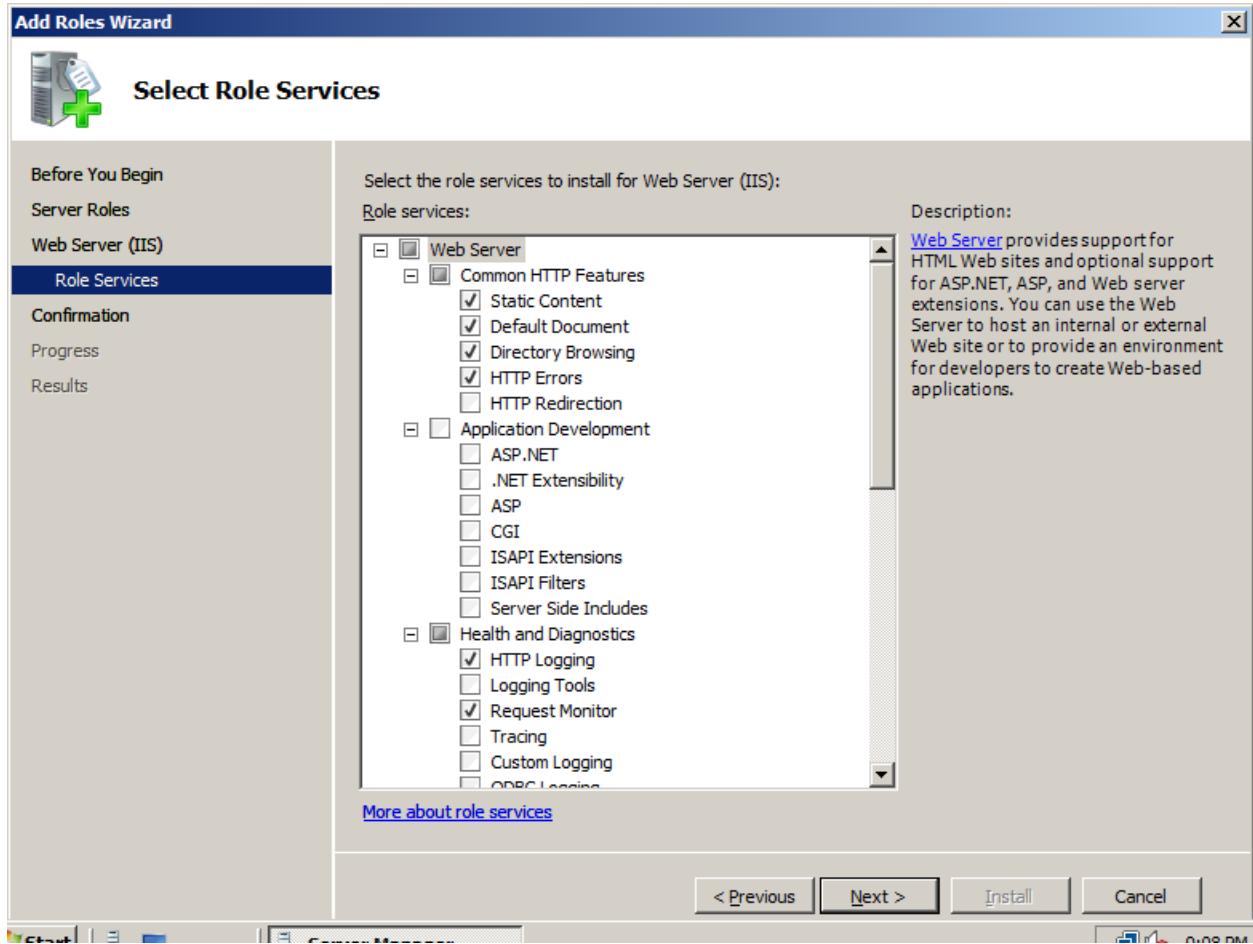 Add Roles Wizard
Select Role Services
Before You Begin
Server Roles
Web Server (IIS)
Role Services
Confirmation
Progress
Results
Select the role services to install for Web Server (IIS):
Role services:
Web Server
Common HTTP Features
Static Content
Default Document
Directory Browsing
HTTP Errors
HTTP Redirection
Application Development
ASP.NET
.NET Extensibility
ASP
CGI
ISAPI Extensions
ISAPI Filters
Server Side Includes
Health and Diagnostics
HTTP Logging
Logging Tools
Request Monitor
Tracing
Custom Logging
ODBC Logging
More about role services
Description:
Web Server provides support for
HTML Web sites and optional support
for ASP.NET, ASP, and Web server
extensions. You can use the Web
Server to host an internal or external
Web site or to provide an environment
for developers to create Web-based
applications.
< Previous
Next >
Install
Cancel
Start
Server Manager